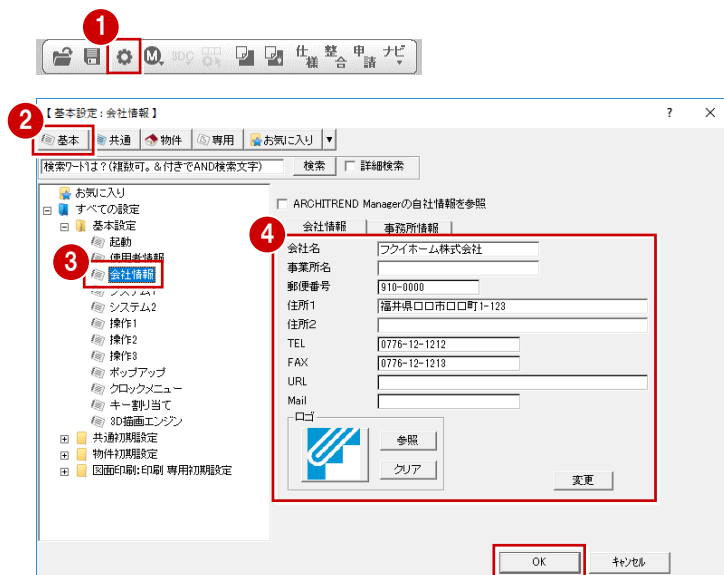 1
M
3DC
仕様
整合
申請
ナビ
2
【 基本設定 : 会社情報 】
?
×
基本
共通
物件
専用
お気に入り
▼
検索ワードは?(複数可。&付きでAND検索文字)
検索
詳細検索
お気に入り
すべての設定
基本設定
起動
使用者情報
3
会社情報
システム1
システム2
操作1
操作2
操作3
ポップアップ
クロックメニュー
キー割り当て
3D描画エンジン
共通初期設定
物件初期設定
図面印刷:印刷 専用初期設定
ARCHITREND Managerの自社情報を参照
会社情報
事務所情報
4
会社名
フクイホーム株式会社
事業所名
郵便番号
910-0000
住所1
福井県口口市口口町1-123
住所2
TEL
0776-12-1212
FAX
0776-12-1213
URL
Mail
ロゴ
参照
クリア
変更
OK
キャンセル